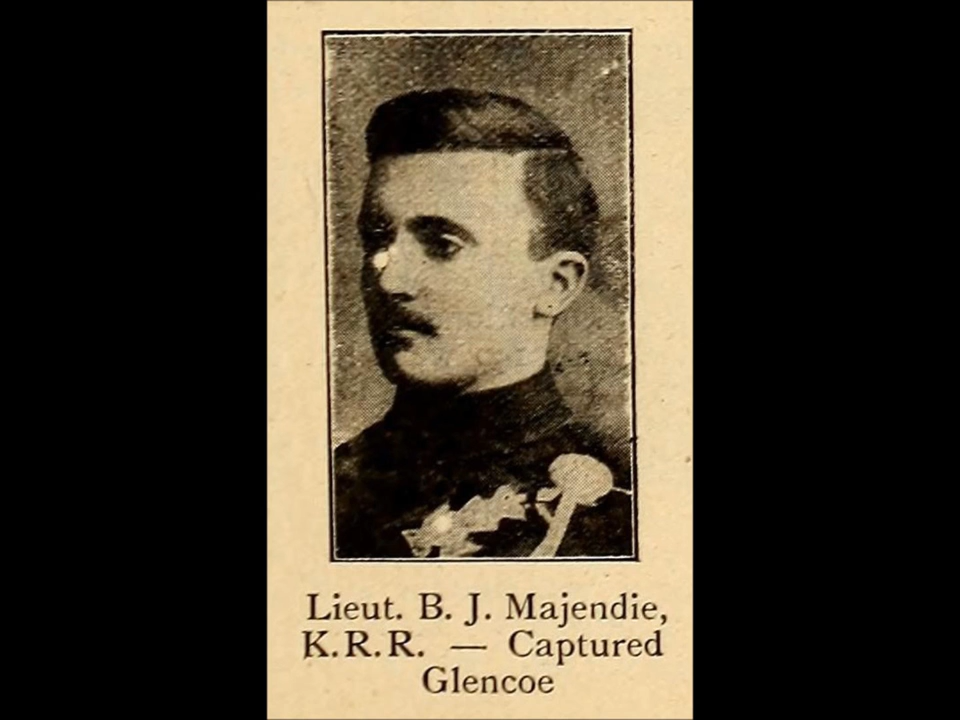 Lieut. B. J. Majendie,
K.R.R. — Captured
Glencoe